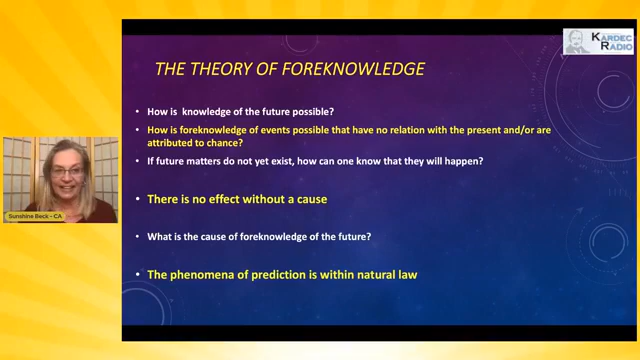 KARDEC
RADIO
THE THEORY OF FOREKNOWLEDGE
• How is knowledge of the future possible?
• How is foreknowledge of events possible that have no relation with the present and/or are
attributed to chance?
• If future matters do not yet exist, how can one know that they will happen?
• There is no effect without a cause
• What is the cause of foreknowledge of the future?
• The phenomena of prediction is within natural law
Sunshine Beck - CA